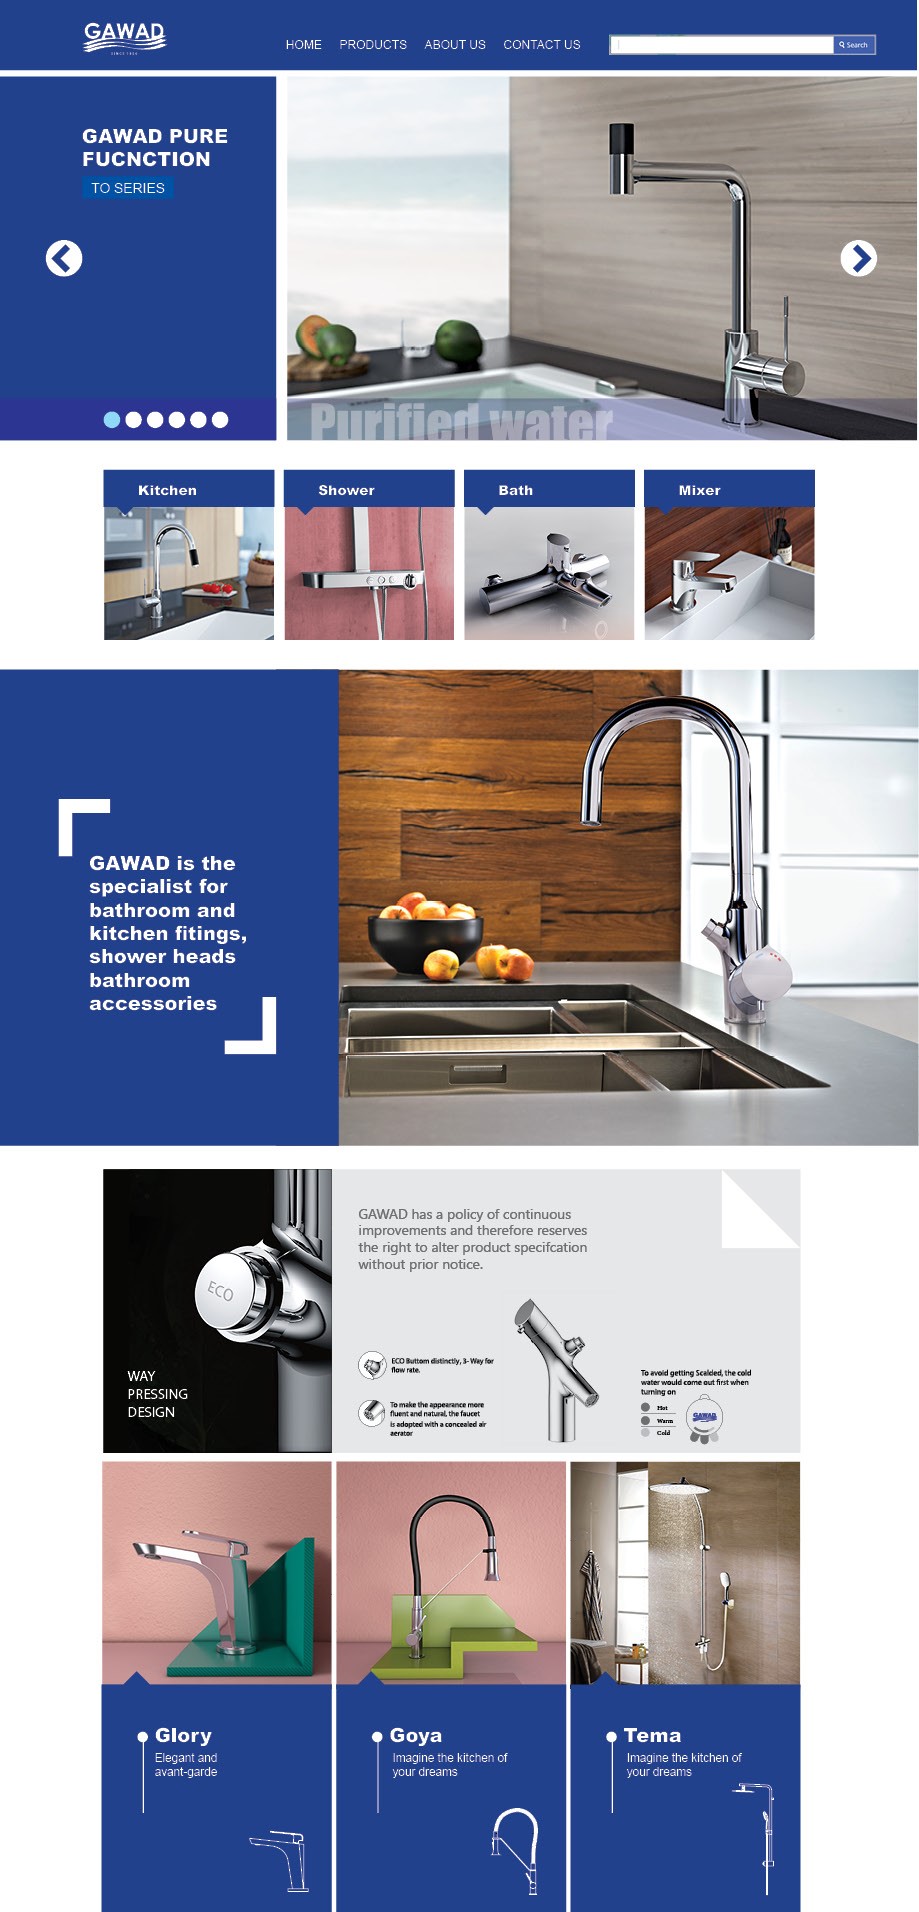 GAWAD
SINCE 1936
HOME PRODUCTS ABOUT US CONTACT US
Search
GAWAD PURE
FUCNCTION
TO SERIES
Purified water
Kitchen
Shower
Bath
Mixer
GAWAD is the
specialist for
bathroom and
kitchen fitings,
shower heads
bathroom
accessories
ECO
WAY
PRESSING
DESIGN
GAWAD has a policy of continuous
improvements and therefore reserves
the right to alter product specifcation
without prior notice.
ECO Buttom distinctly, 3- Way for
flow rate.
To make the appearance more
fluent and natural, the faucet
is adopted with a concealed air
aerator
To avoid getting Scalded, the cold
water would come out first when
turning on
Hot
Warm
Cold
GAWAD
Glory
Elegant and
avant-garde
Goya
Imagine the kitchen of
your dreams
Tema
Imagine the kitchen of
your dreams